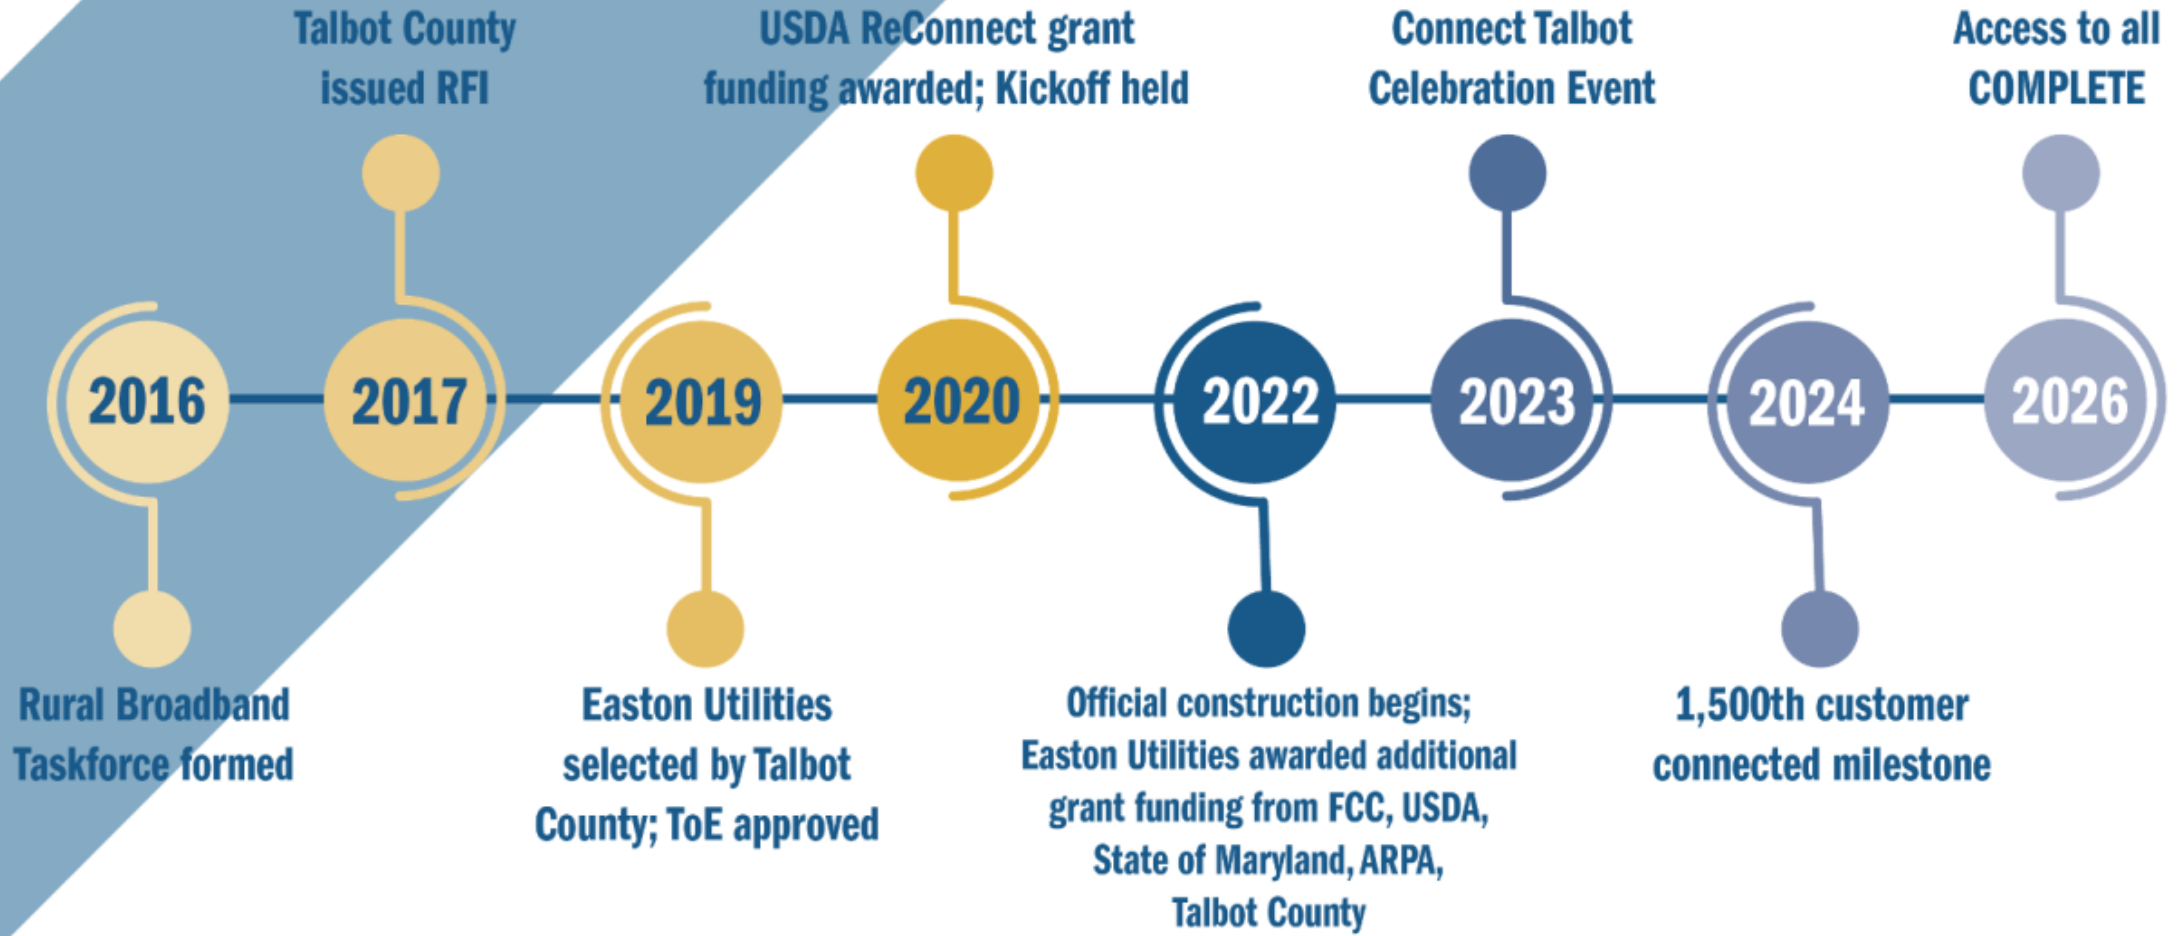 Talbot County
issued RFI
USDA ReConnect grant
funding awarded; Kickoff held
Connect Talbot
Celebration Event
Access to all
COMPLETE
2016
2017
2019
2020
2022
2023
2024
2026
Rural Broadband
Taskforce formed
Easton Utilities
selected by Talbot
County; ToE approved
Official construction begins;
Easton Utilities awarded additional
grant funding from FCC, USDA,
State of Maryland, ARPA,
Talbot County
1,500th customer
connected milestone